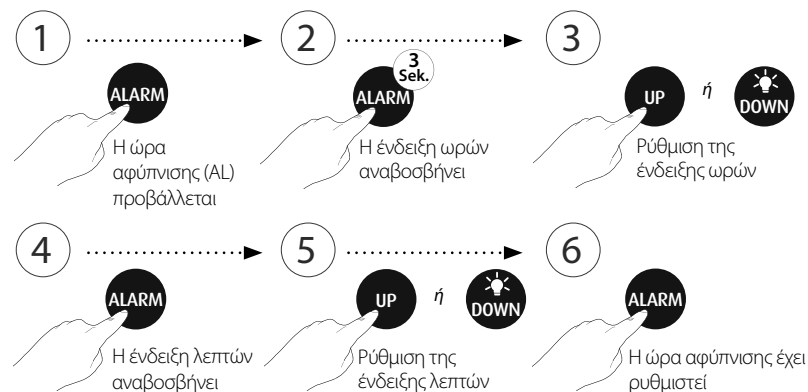 1
2
3
ALARM
3
Sek.
ALARM
UP
ή
DOWN
Η ώρα
αφύπνισης (AL)
προβάλλεται
Η ένδειξη ωρών
αναβοσβήνει
Ρύθμιση της
ένδειξης ωρών
4
5
6
ALARM
UP
ή
DOWN
ALARM
Η ένδειξη λεπτών
αναβοσβήνει
Ρύθμιση της
ένδειξης λεπτών
Η ώρα αφύπνισης έχει
ρυθμιστεί